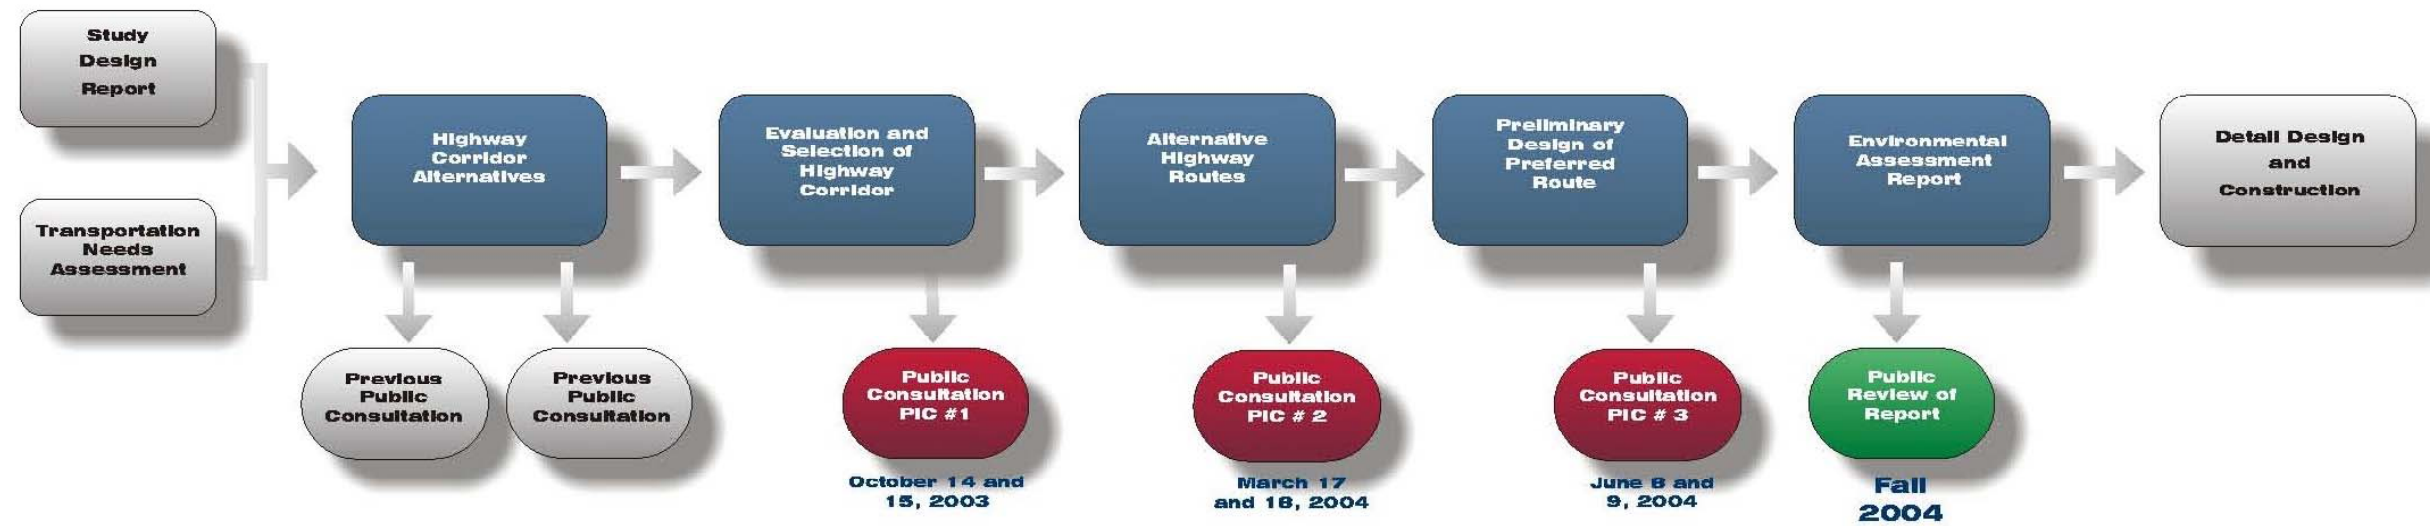 Study
Design
Report
Transportation
Needs
Assessment
Highway
Corridor
Alternatives
Evaluation and
Selection of
Highway
Corridor
Alternative
Highway
Routes
Preliminary
Design of
Preferred
Route
Environmental
Assessment
Report
Detail Design
and
Construction
Previous
Public
Consultation
Previous
Public
Consultation
Public
Consultation
PIC #1
October 14 and
15, 2003
Public
Consultation
PIC # 2
March 17
and 18, 2004
Public
Consultation
PIC # 3
June 8 and
9, 2004
Public
Review of
Report
Fall
2004